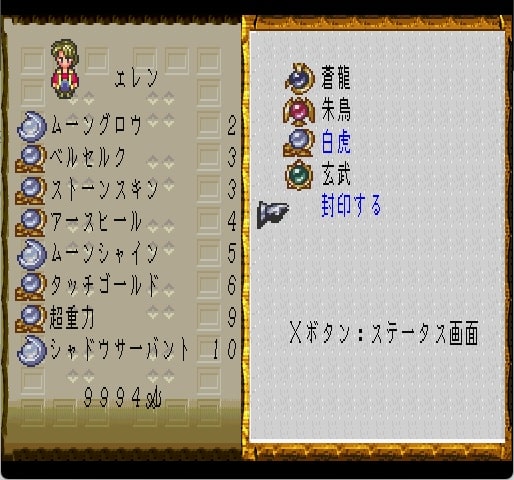 エレン
ムーングロウ 2
ベルセルク 3
ストーンスキン 3
アースヒール 4
ムーンシャイン 5
タッチゴールド 6
超重力 9
シャドウサーバント 10
9994
蒼龍
朱鳥
白虎
玄武
封印する
Xボタン：ステータス画面